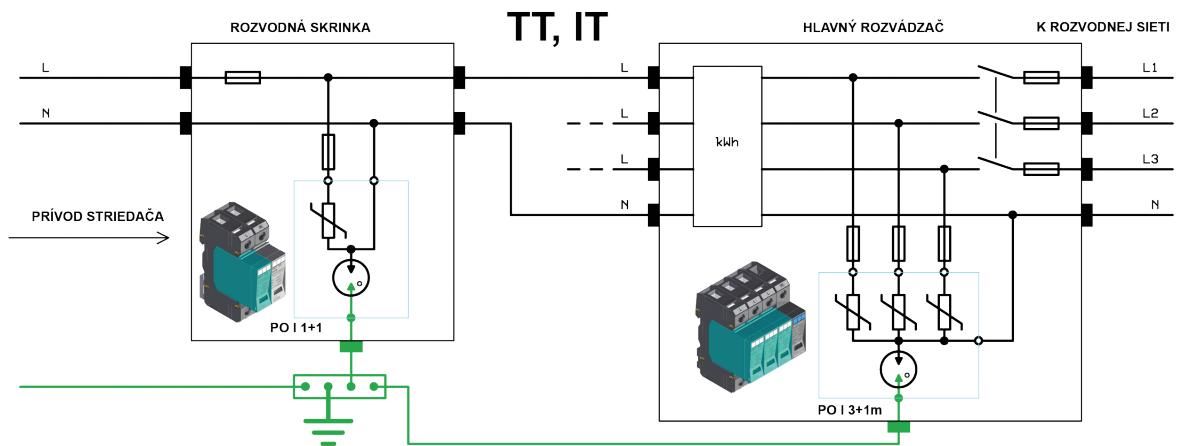 TT, IT
ROZVODNÁ SKRINKA
HLAVNÝ ROZVÁDZAČ
K ROZVODNEJ SIETI
L
L
L1
N
L
L2
kWh
L
L3
N
N
PRÍVOD STRIEDAČA
PO I 1+1
PO I 3+1m